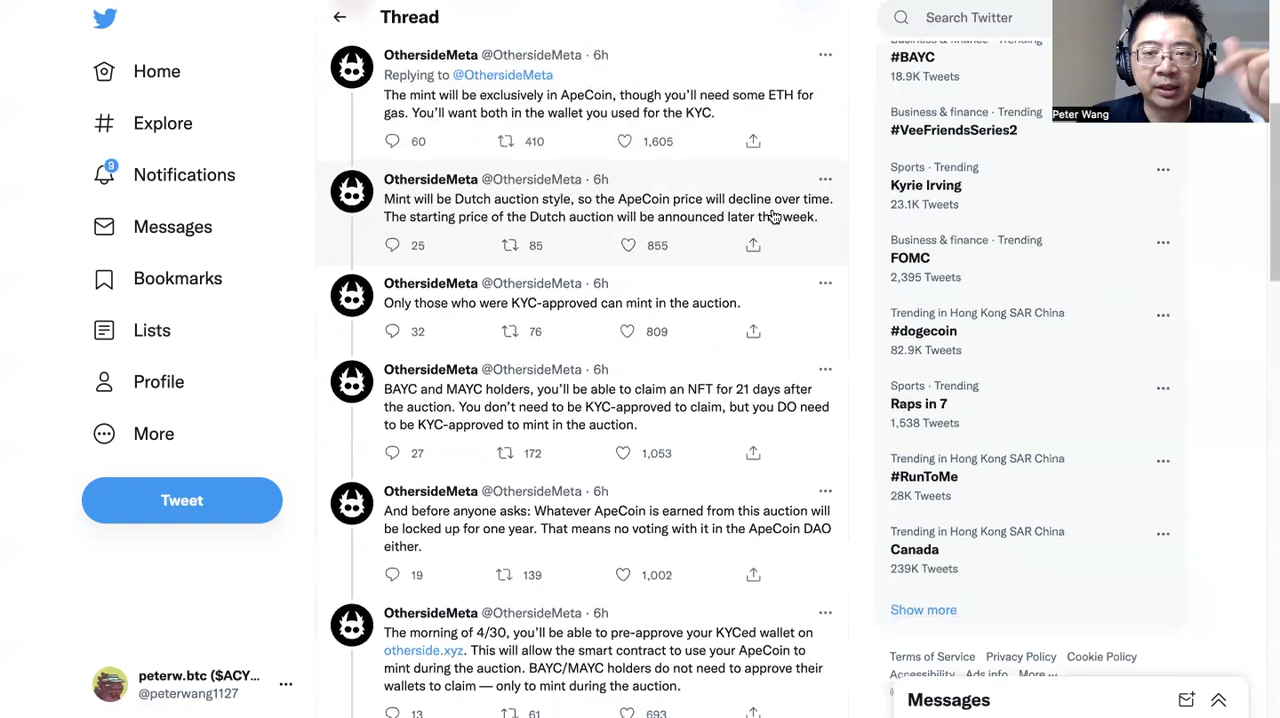 Home
Explore
9
Notifications
Messages
Bookmarks
Lists
Profile
More
Tweet
peterw.btc ($ACY...
@peterwang1127
Thread
OthersideMeta @OthersideMeta · 6h
Replying to @OthersideMeta
The mint will be exclusively in ApeCoin, though you'll need some ETH for
gas. You'll want both in the wallet you used for the KYC.
60 410 1,605
OthersideMeta @OthersideMeta · 6h
Mint will be Dutch auction style, so the ApeCoin price will decline over time.
The starting price of the Dutch auction will be announced later week.
25 85 855
OthersideMeta @OthersideMeta · 6h
Only those who were KYC-approved can mint in the auction.
32 76 809
OthersideMeta @OthersideMeta · 6h
BAYC and MAYC holders, you'll be able to claim an NFT for 21 days after
the auction. You don't need to be KYC-approved to claim, but you DO need
to be KYC-approved to mint in the auction.
27 172 1,053
OthersideMeta @OthersideMeta · 6h
And before anyone asks: Whatever ApeCoin is earned from this auction will
be locked up for one year. That means no voting with it in the ApeCoin DAO
either.
19 139 1,002
OthersideMeta @OthersideMeta · 6h
The morning of 4/30, you'll be able to pre-approve your KYCed wallet on
otherside.xyz. This will allow the smart contract to use your ApeCoin to
mint during the auction. BAYC/MAYC holders do not need to approve their
wallets to claim — only to mint during the auction.
13 61 693
Search Twitter
Business & finance · Trending
#BAYC
18.9K Tweets
Business & finance · Trending
#VeeFriendsSeries2
Sports · Trending
Kyrie Irving
23.1K Tweets
Business & finance · Trending
FOMC
2,395 Tweets
Trending in Hong Kong SAR China
#dogecoin
82.9K Tweets
Sports · Trending
Raps in 7
1,538 Tweets
Trending in Hong Kong SAR China
#RunToMe
28K Tweets
Trending in Hong Kong SAR China
Canada
239K Tweets
Show more
Terms of Service Privacy Policy Cookie Policy
Accessibility Ads info More ...
Messages
Peter Wang